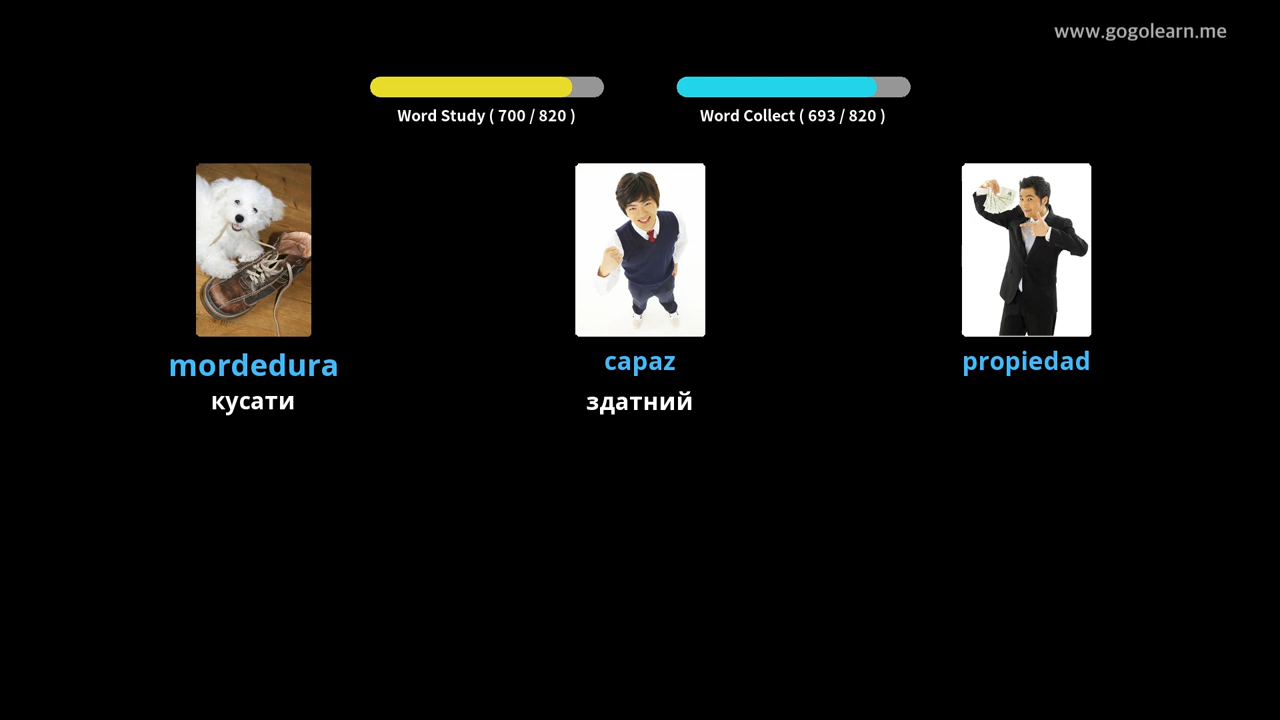 www.gogolearn.me
Word Study ( 700 / 820 )
Word Collect ( 693 / 820 )
mordedura
кусати
capaz
здатний
propiedad